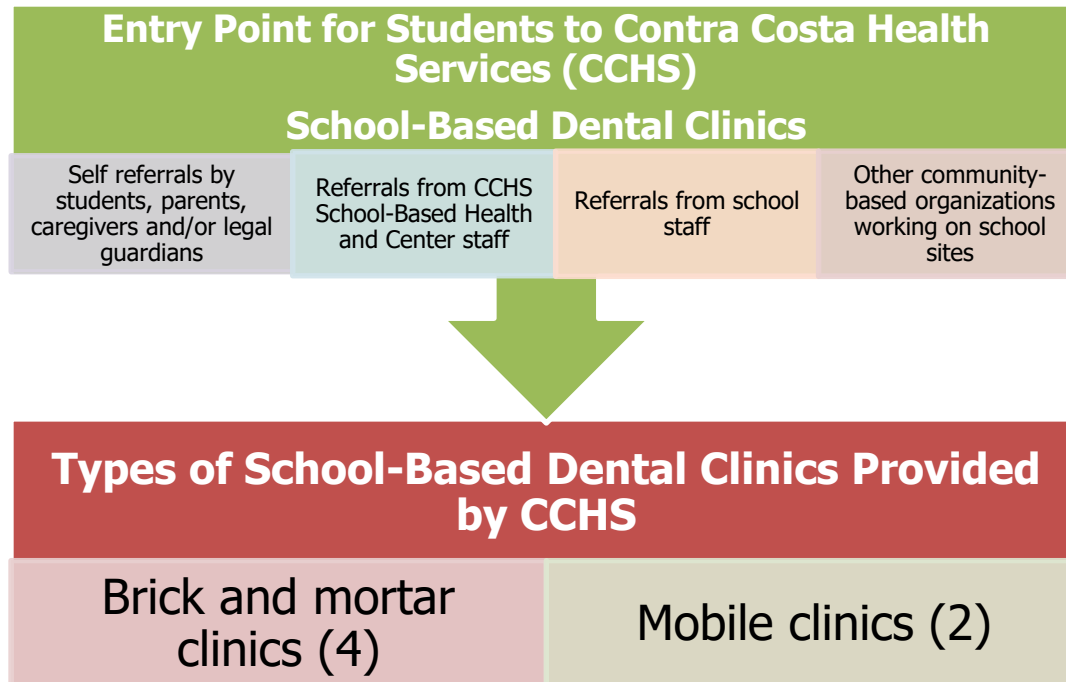 Entry Point for Students to Contra Costa Health
Services (CCHS)
School-Based Dental Clinics
Self referrals by
students, parents,
caregivers and/or legal
guardians
Referrals from CCHS
School-Based Health
and Center staff
Referrals from school
staff
Other community-
based organizations
working on school
sites
Types of School-Based Dental Clinics Provided
by CCHS
Brick and mortar
clinics (4)
Mobile clinics (2)